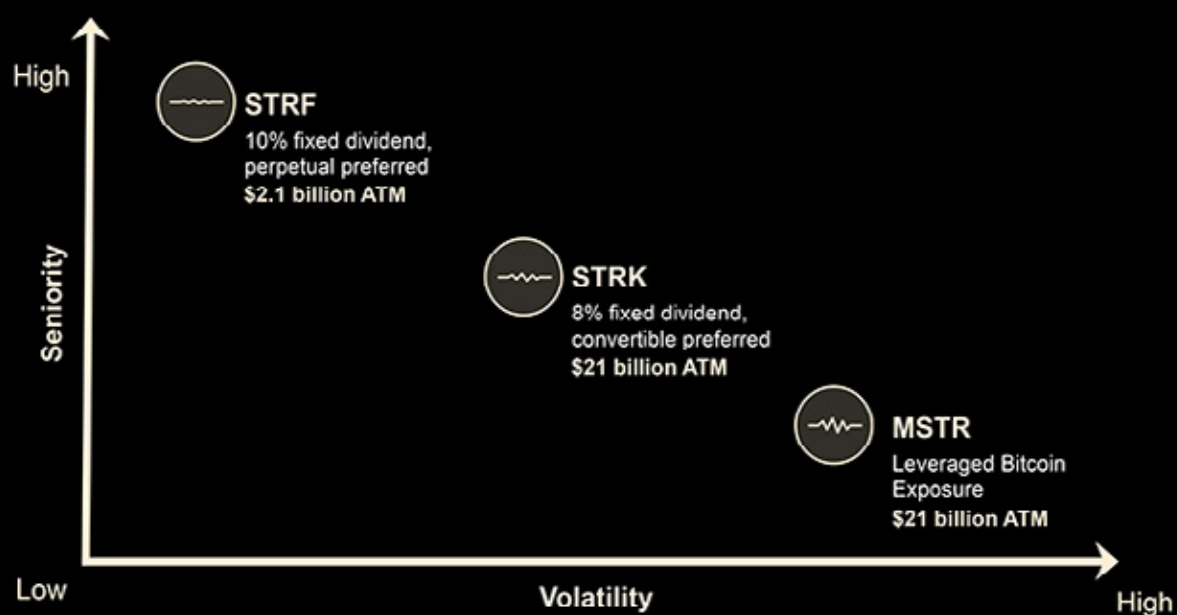 High
STRF
10% fixed dividend,
perpetual preferred
$2.1 billion ATM
Seniority
STRK
8% fixed dividend,
convertible preferred
$21 billion ATM
MSTR
Leveraged Bitcoin
Exposure
$21 billion ATM
Low
Volatility
High